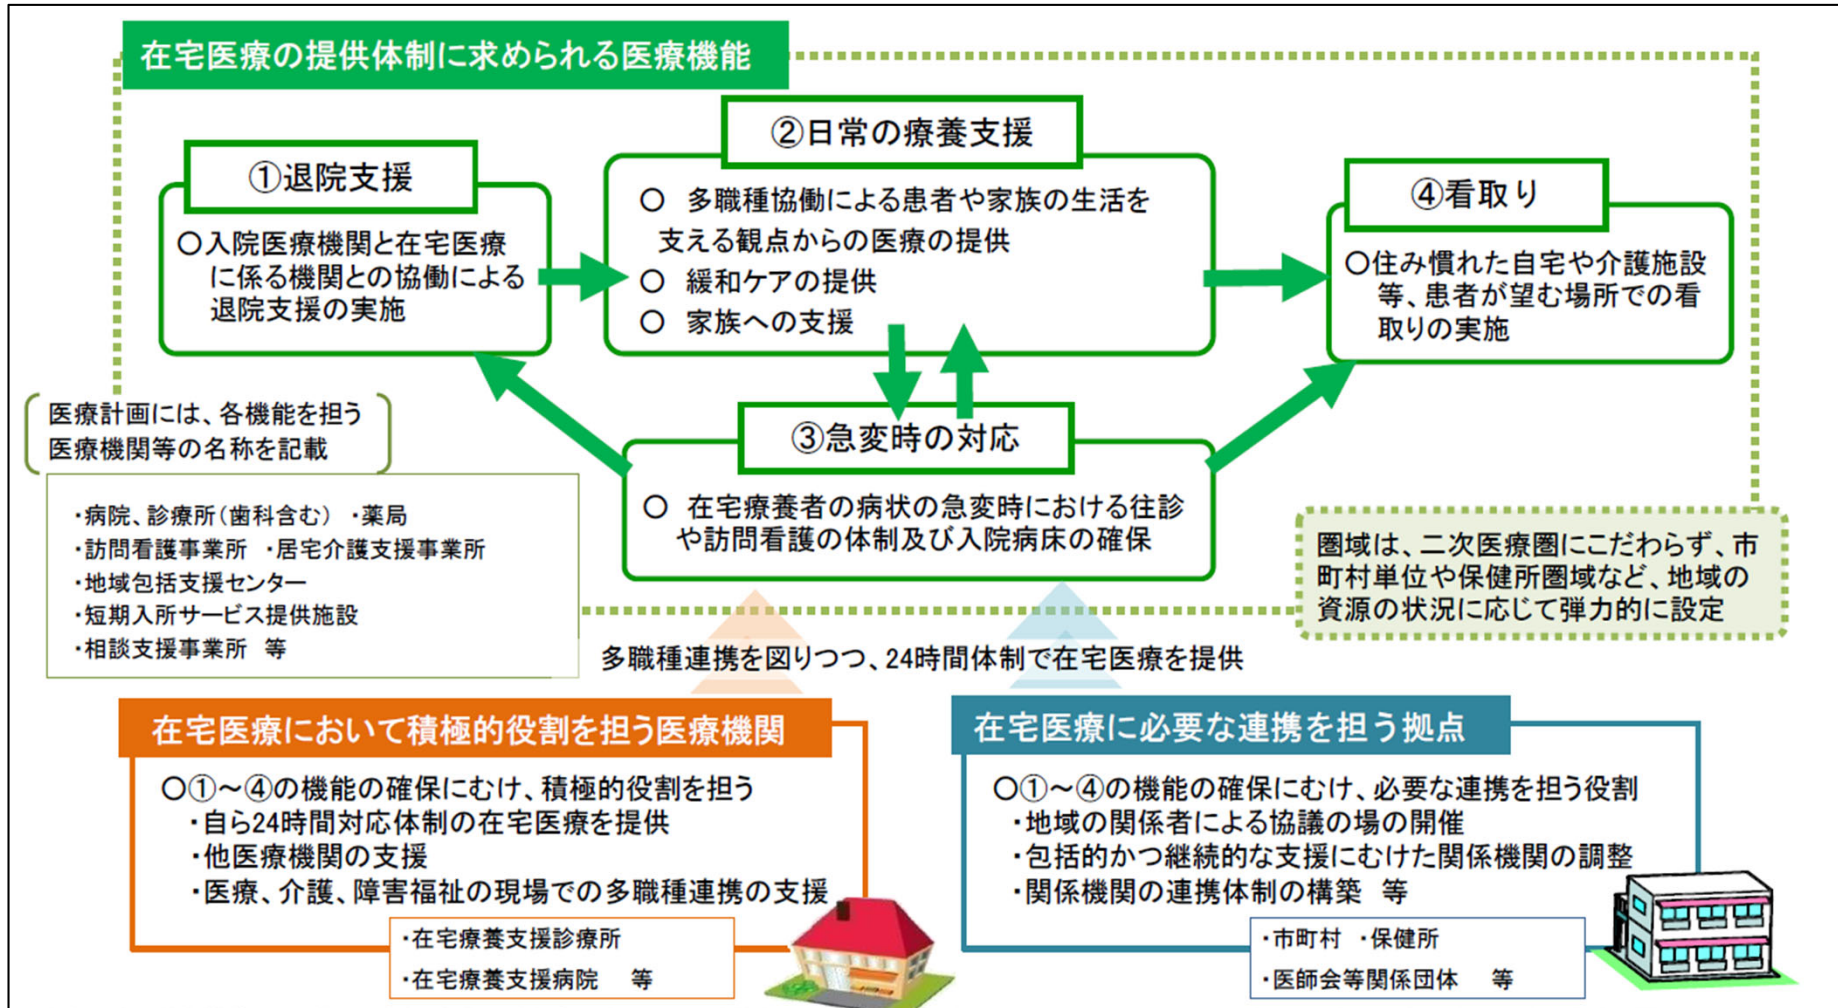 在宅医療の提供体制に求められる医療機能
①退院支援
○入院医療機関と在宅医療
に係る機関との協働による
退院支援の実施
②日常の療養支援
○ 多職種協働による患者や家族の生活を
支える観点からの医療の提供
○ 緩和ケアの提供
○ 家族への支援
④看取り
○住み慣れた自宅や介護施設
等、患者が望む場所での看
取りの実施
③急変時の対応
○ 在宅療養者の病状の急変時における往診
や訪問看護の体制及び入院病床の確保
医療計画には、各機能を担う
医療機関等の名称を記載
・病院、診療所(歯科含む) ・薬局
・訪問看護事業所 ・居宅介護支援事業所
・地域包括支援センター
・短期入所サービス提供施設
・相談支援事業所 等
圏域は、二次医療圏にこだわらず、市
町村単位や保健所圏域など、地域の
資源の状況に応じて弾力的に設定
多職種連携を図りつつ、24時間体制で在宅医療を提供
在宅医療において積極的役割を担う医療機関
○①～④の機能の確保にむけ、積極的役割を担う
・自ら24時間対応体制の在宅医療を提供
・他医療機関の支援
・医療、介護、障害福祉の現場での多職種連携の支援
・在宅療養支援診療所
・在宅療養支援病院 等
在宅医療に必要な連携を担う拠点
○①～④の機能の確保にむけ、必要な連携を担う役割
・地域の関係者による協議の場の開催
・包括的かつ継続的な支援にむけた関係機関の調整
・関係機関の連携体制の構築 等
・市町村 ・保健所
・医師会等関係団体 等